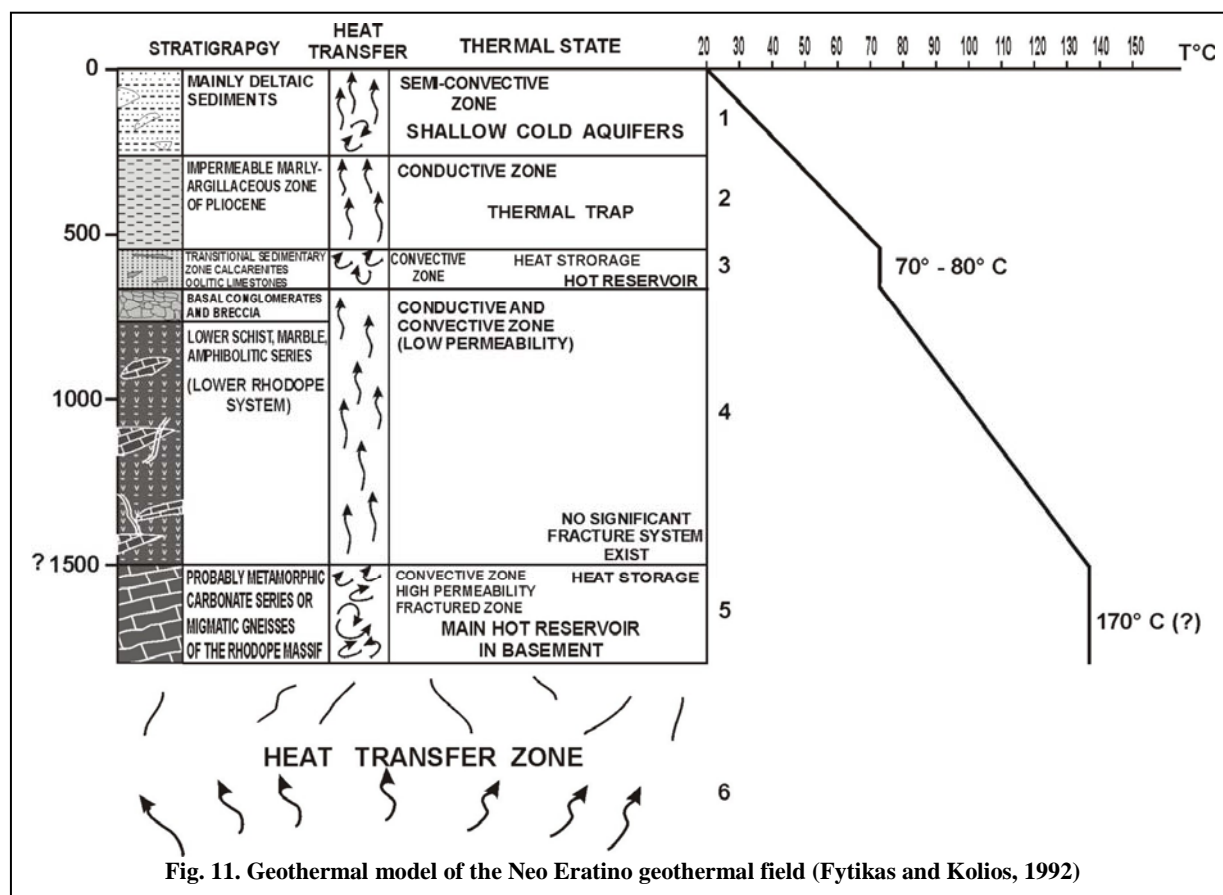 STRATIGRAPGY
HEAT
TRANSFER
THERMAL STATE
20 30 40 50 60 70 80 90 100 110 120 130 140 150
T°C
0
MAINLY DELTAIC
SEDIMENTS
SEMI-CONVECTIVE
ZONE
SHALLOW COLD AQUIFERS
1
IMPERMEABLE MARLY-
ARGILLACEOUS ZONE
OF PLIOCENE
CONDUCTIVE ZONE
THERMAL TRAP
2
500
TRANSITIONAL SEDIMENTARY
ZONE CALCARENITES
OOLITIC LIMESTONES
CONVECTIVE
ZONE
HEAT STRORAGE
HOT RESERVOIR
3
70° - 80° C
BASAL CONGLOMERATES
AND BRECCIA
LOWER SCHIST, MARBLE,
AMPHIBOLITIC SERIES
(LOWER RHODOPE
SYSTEM)
CONDUCTIVE AND
CONVECTIVE ZONE
(LOW PERMEABILITY)
1000
4
NO SIGNIFICANT
FRACTURE SYSTEM
EXIST
? 1500
PROBABLY METAMORPHIC
CARBONATE SERIES OR
MIGMATIC GNEISSES
OF THE RHODOPE MASSIF
CONVECTIVE ZONE
HIGH PERMEABILITY
FRACTURED ZONE
HEAT STORAGE
MAIN HOT RESERVOIR
IN BASEMENT
5
170° C (?)
HEAT TRANSFER ZONE
6
Fig. 11. Geothermal model of the Neo Eratino geothermal field (Fytikas and Kolios, 1992)